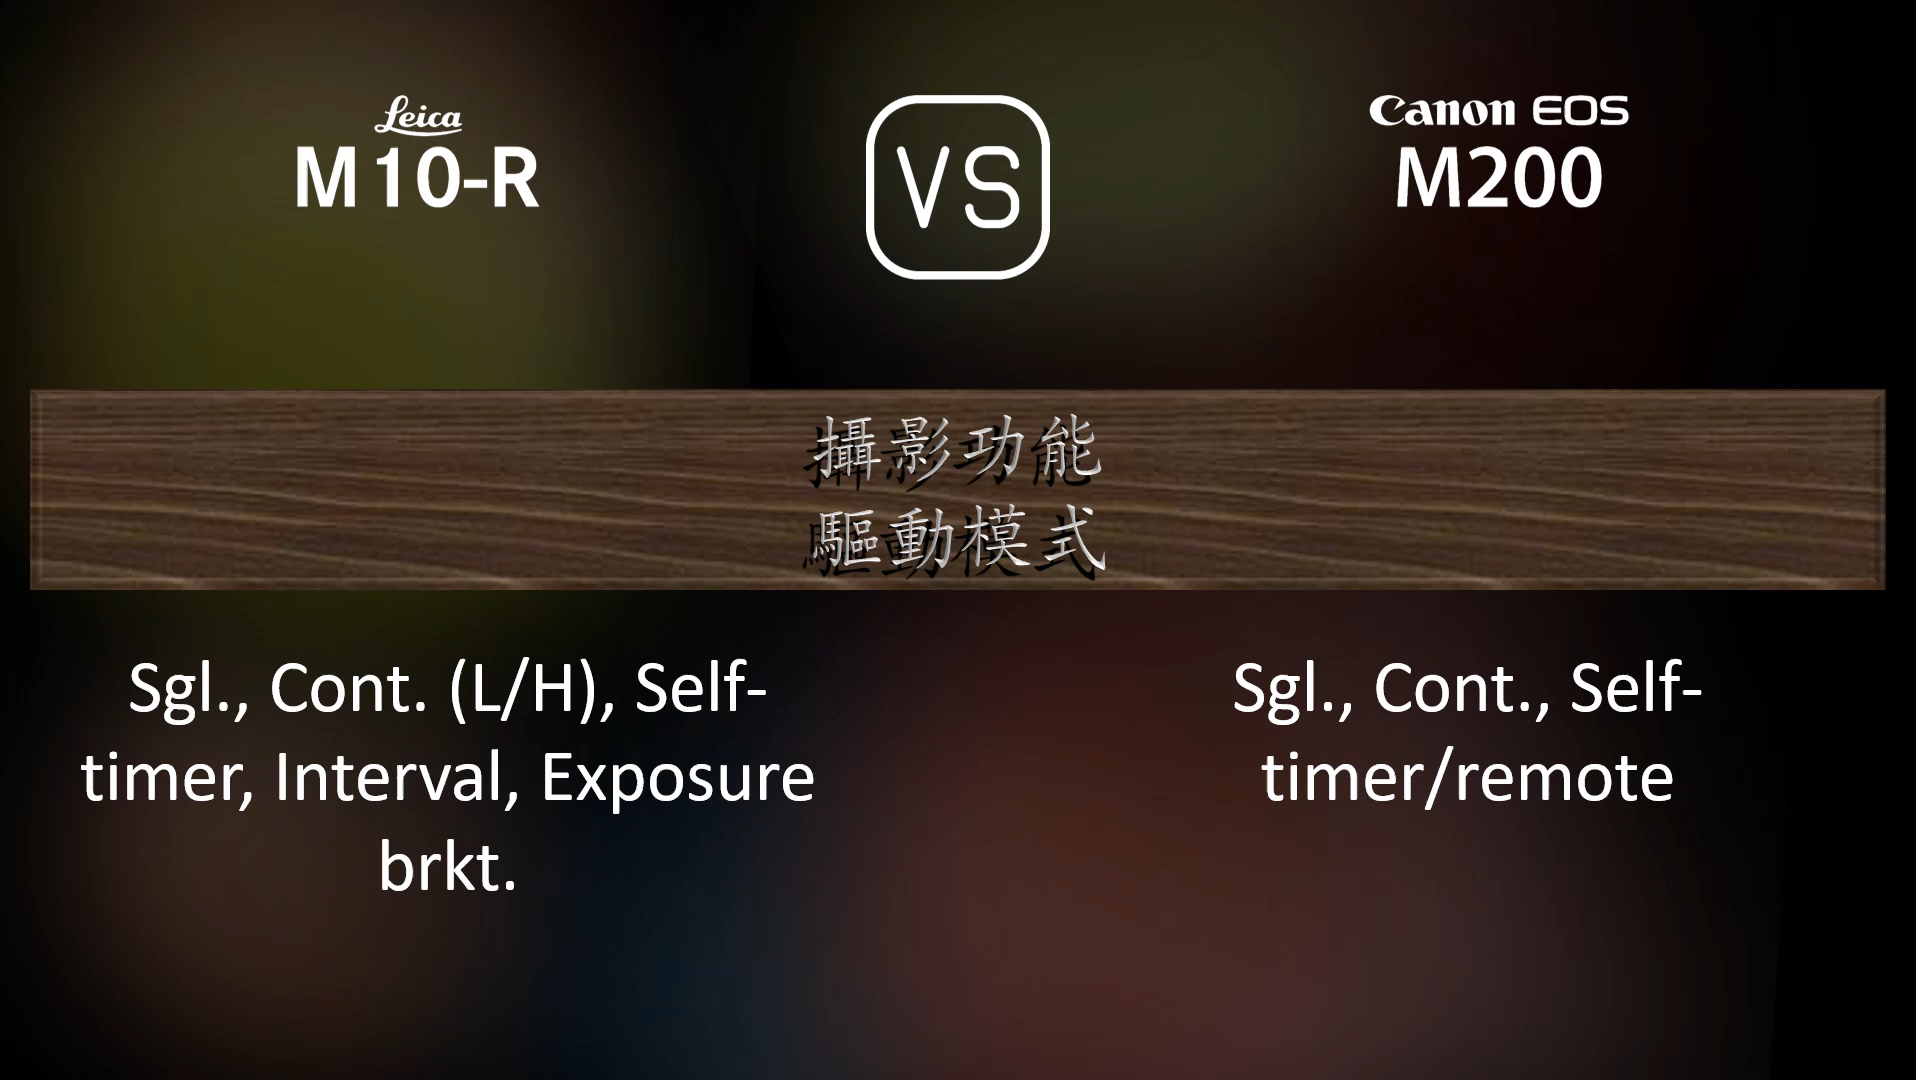 Leica
M10-R
VS
Canon EOS
M200
攝影功能
驅動模式
Sgl., Cont. (L/H), Self-
timer, Interval, Exposure
brkt.
Sgl., Cont., Self-
timer/remote